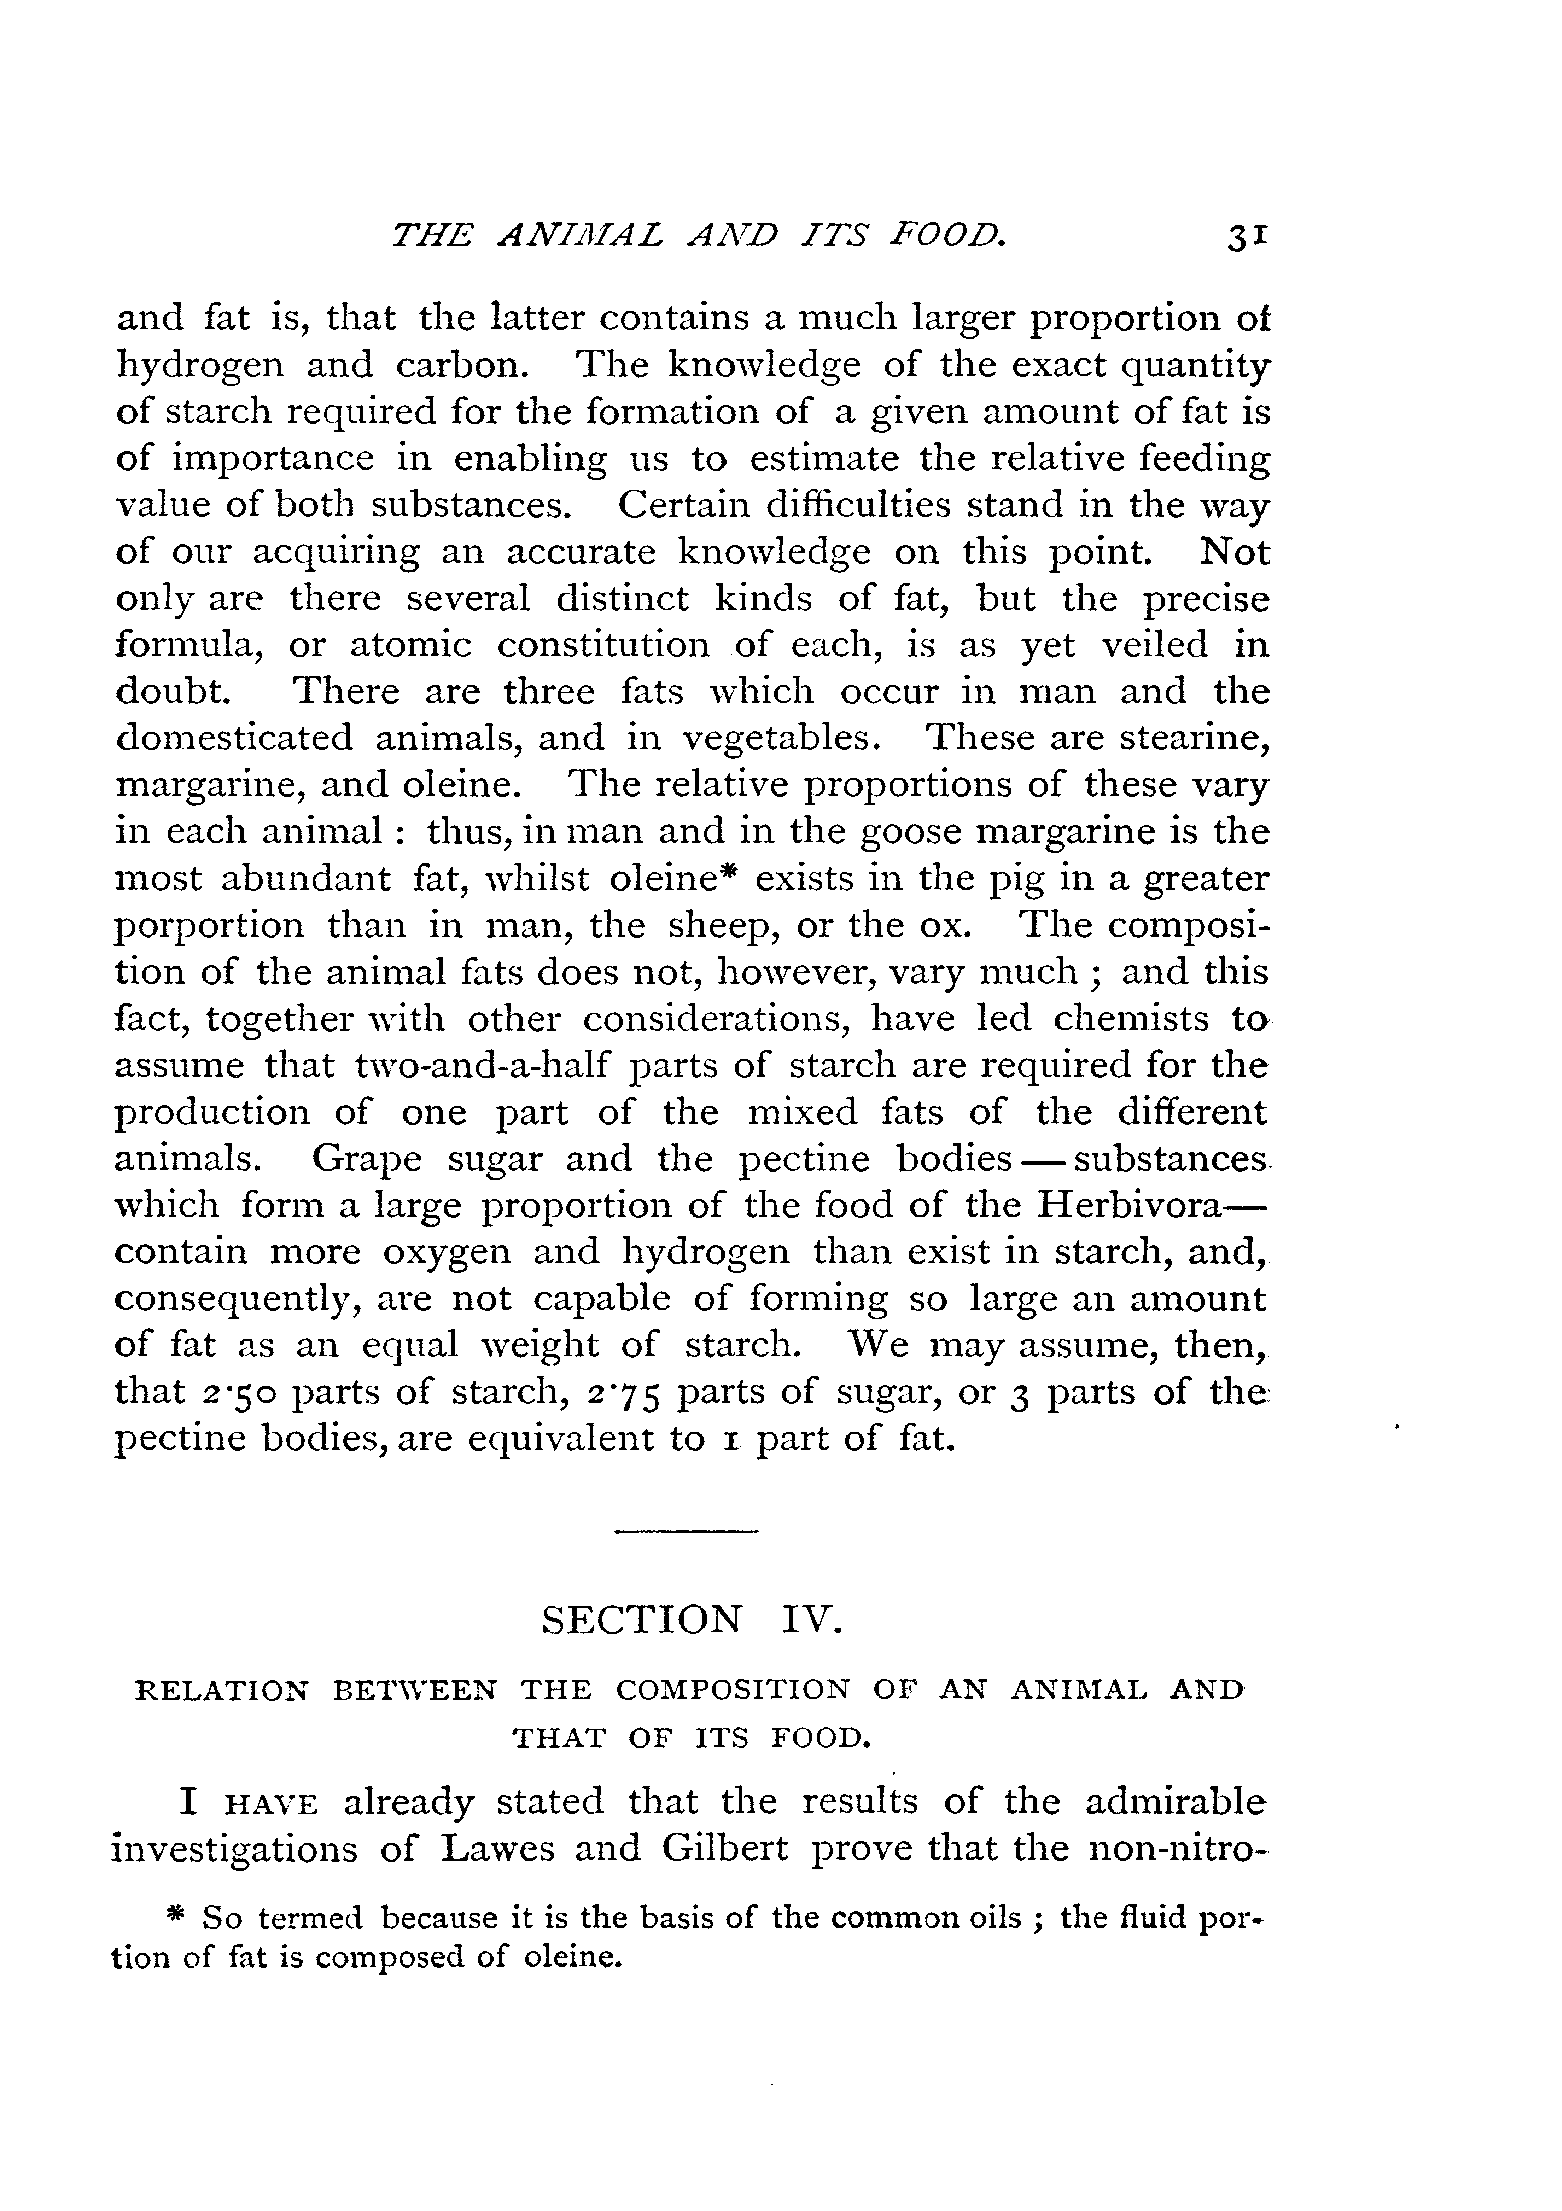 THE ANIMAL AND ITS FOOD. 31
and fat is, that the latter contains a much larger proportion of
hydrogen and carbon. The knowledge of the exact quantity
of starch required for the formation of a given amount of fat is
of importance in enabling us to estimate the relative feeding
value of both substances. Certain difficulties stand in the way
of our acquiring an accurate knowledge on this point. Not
only are there several distinct kinds of fat, but the precise
formula, or atomic constitution of each, is as yet veiled in
doubt. There are three fats which occur in man and the
domesticated animals, and in vegetables. These are stearine,
margarine, and oleine. The relative proportions of these vary
in each animal : thus, in man and in the goose margarine is the
most abundant fat, whilst oleine* exists in the pig in a greater
porportion than in man, the sheep, or the ox. The composi-
tion of the animal fats does not, however, vary much ; and this
fact, together with other considerations, have led chemists to
assume that two-and-a-half parts of starch are required for the
production of one part of the mixed fats of the different
animals. Grape sugar and the pectine bodies — substances
which form a large proportion of the food of the Herbivora—
contain more oxygen and hydrogen than exist in starch, and,
consequently, are not capable of forming so large an amount
of fat as an equal weight of starch. We may assume, then,
that 2·50 parts of starch, 2·75 parts of sugar, or 3 parts of the
pectine bodies, are equivalent to 1 part of fat.
SECTION IV.
RELATION BETWEEN THE COMPOSITION OF AN ANIMAL AND
THAT OF ITS FOOD.
I HAVE already stated that the results of the admirable
investigations of Lawes and Gilbert prove that the non-nitro-
* So termed because it is the basis of the common oils ; the fluid por-
tion of fat is composed of oleine.